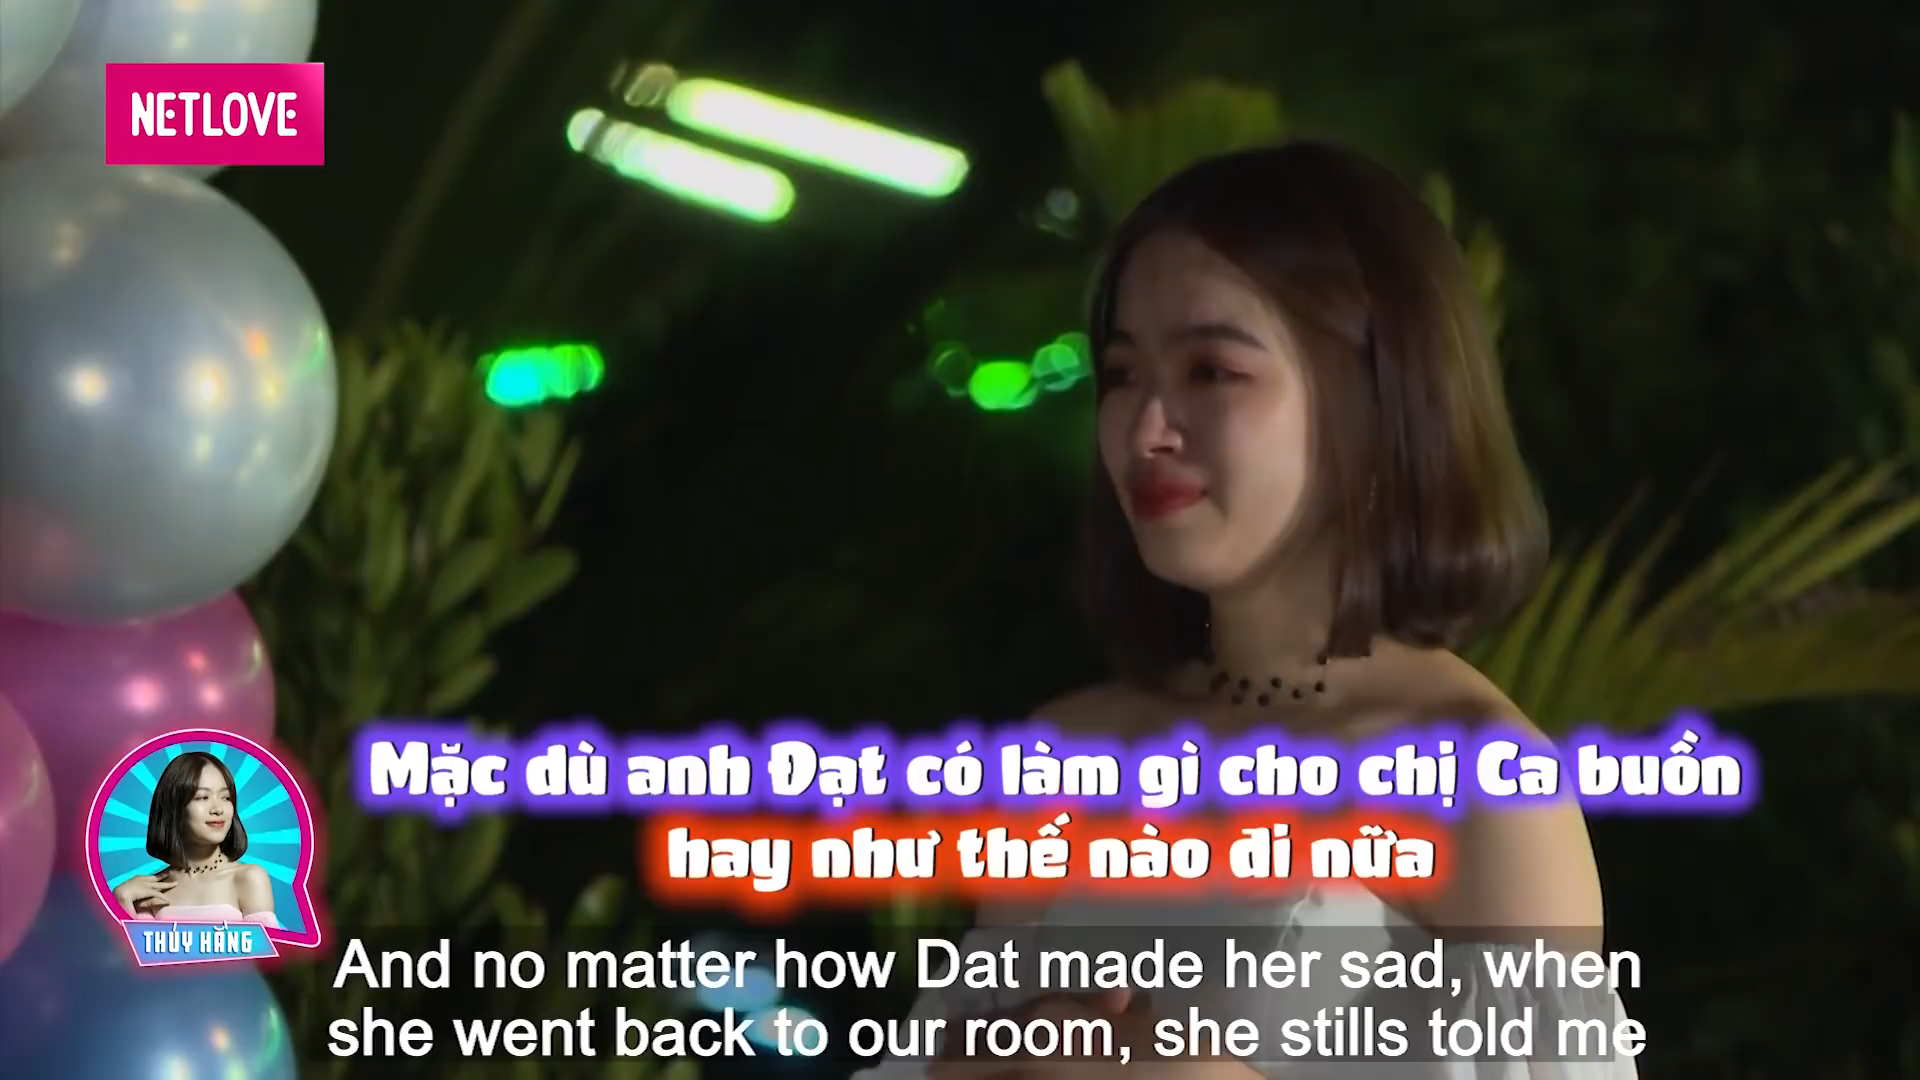 NETLOVE
Mặc dù anh Đạt có làm gì cho chị Ca buồn
hay như thế nào đi nữa
THÚY HẰNG
And no matter how Dat made her sad, when
she went back to our room, she stills told me